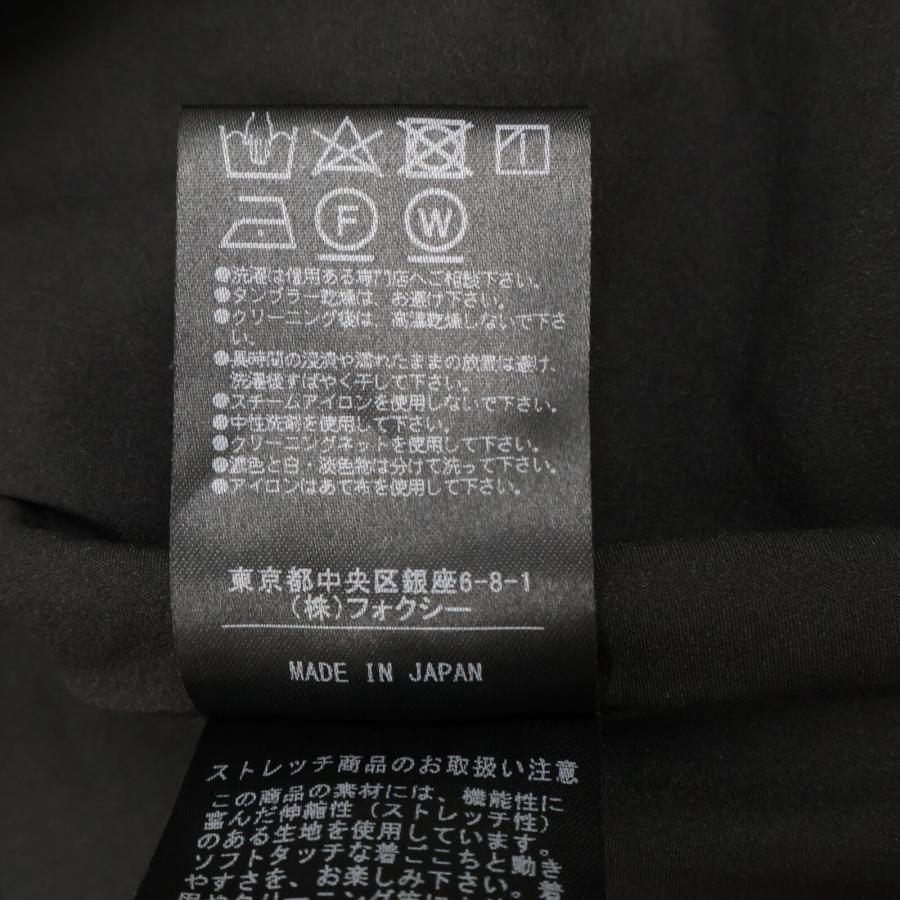 F W
●洗濯は信用ある専門店へご相談下さい。
●タンブラー乾燥は、お避け下さい。
●クリーニング後は、高温乾燥しないで下さ
い。
●長時間の浸漬や濡れたままの放置は避け、
洗濯後すばやく干して下さい。
●スチームアイロンを使用しないで下さい。
●中性洗剤を使用して下さい。
●クリーニングネットを使用して下さい。
●濃色と白・淡色物は分けて洗って下さい。
●アイロンはあて布を使用して下さい。
東京都中央区銀座6-8-1
(株)フォクシー
MADE IN JAPAN
ストレッチ商品のお取扱い注意
この商品の素材には、機能性に
富んだ伸縮性(ストレッチ性)
のある生地を使用しています。
ソフトタッチな着ごこちと動き
やすさを、お楽しみ下さい。着